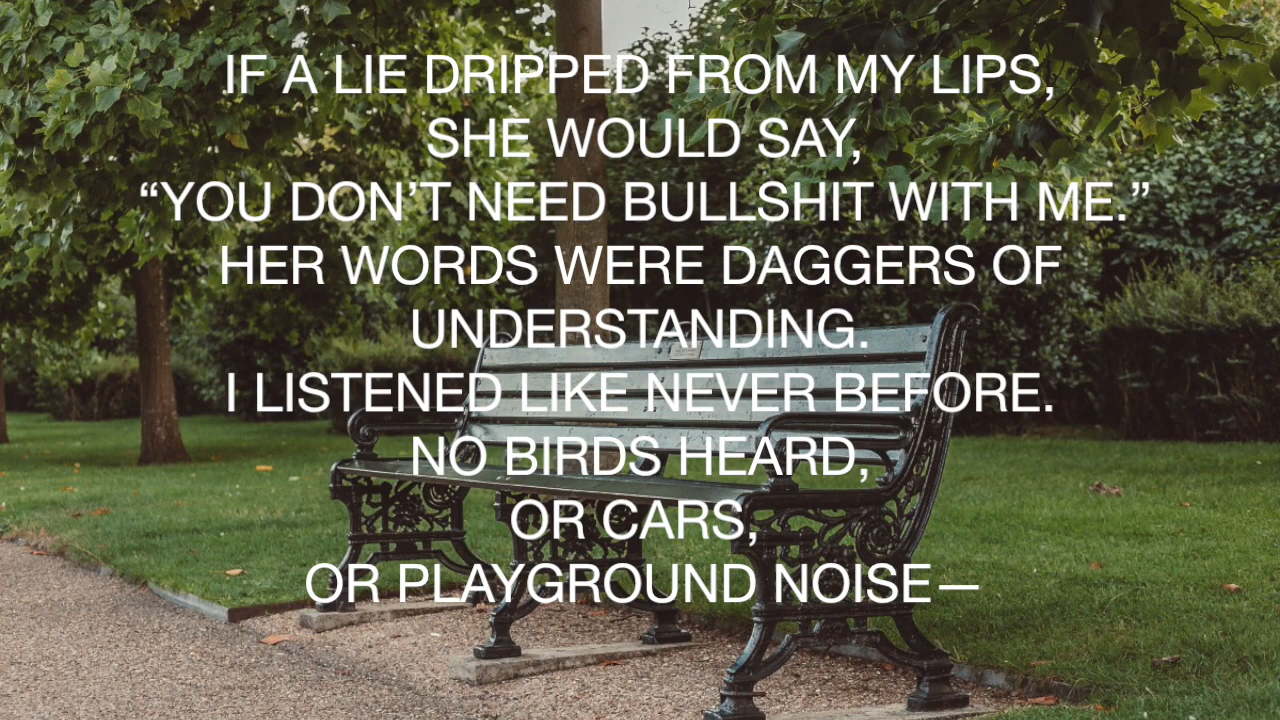 IF A LIE DRIPPED FROM MY LIPS,
SHE WOULD SAY,
“YOU DON’T NEED BULLSHIT WITH ME.”
HER WORDS WERE DAGGERS OF
UNDERSTANDING.
I LISTENED LIKE NEVER BEFORE.
NO BIRDS HEARD,
OR CARS,
OR PLAYGROUND NOISE—